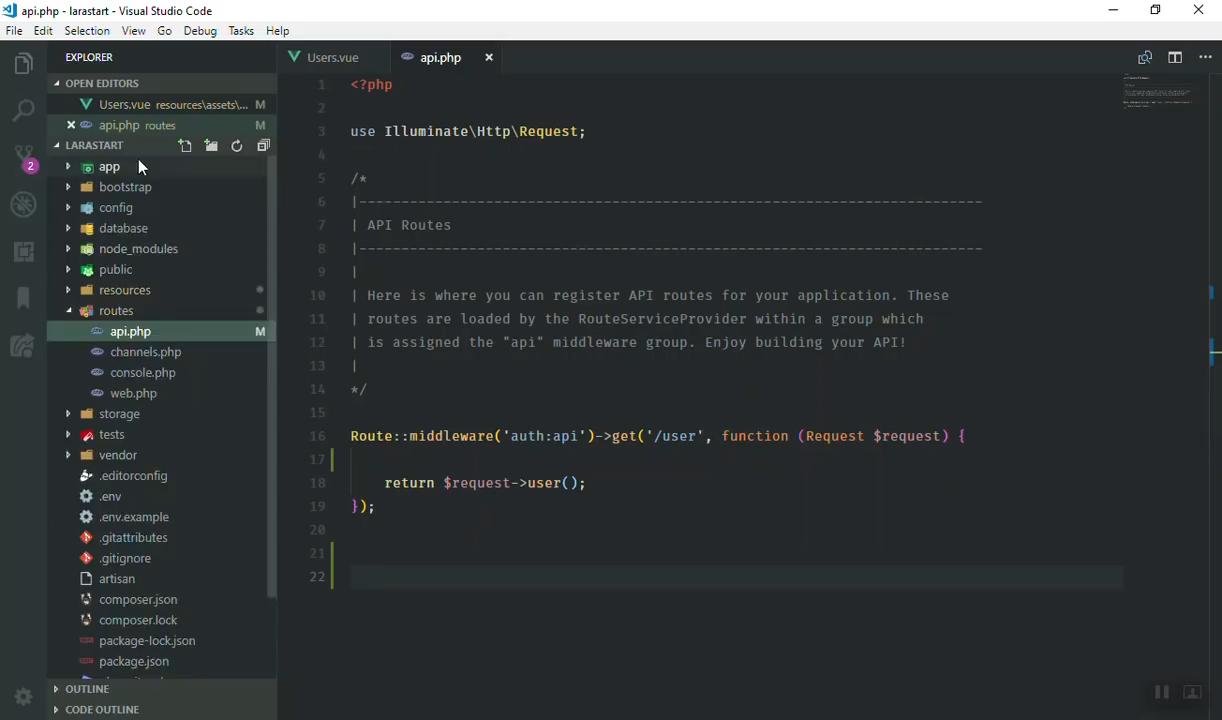 api.php - larastart - Visual Studio Code
File Edit Selection View Go Debug Tasks Help
EXPLORER
OPEN EDITORS
Users.vue resources\assets\... M
api.php routes M
LARASTART
2
app
bootstrap
config
database
node_modules
public
resources
routes
api.php M
channels.php
console.php
web.php
storage
tests
vendor
.editorconfig
.env
.env.example
.gitattributes
.gitignore
artisan
composer.json
composer.lock
package-lock.json
package.json
OUTLINE
CODE OUTLINE
Users.vue api.php
1 <?php
2
3 use Illuminate\Http\Request;
4
5 /*
6 |--------------------------------------------------------------------------
7 | API Routes
8 |--------------------------------------------------------------------------
9 |
10 | Here is where you can register API routes for your application. These
11 | routes are loaded by the RouteServiceProvider within a group which
12 | is assigned the "api" middleware group. Enjoy building your API!
13 |
14 */
15
16 Route::middleware('auth:api')->get('/user', function (Request $request) {
17
18 return $request->user();
19 });
20
21
22